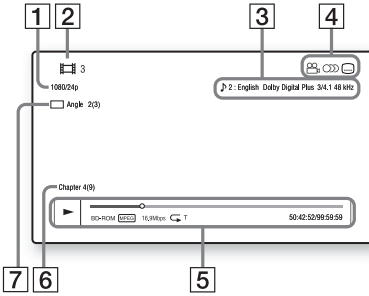 1 2 3 4
3
1080/24p
♪ 2 : English Dolby Digital Plus 3/4.1 48 kHz
Angle 2(3)
Chapter 4(9)
BD-ROM MPEG 16,9Mbps T 50:42:52/99:59:59
7 6 5